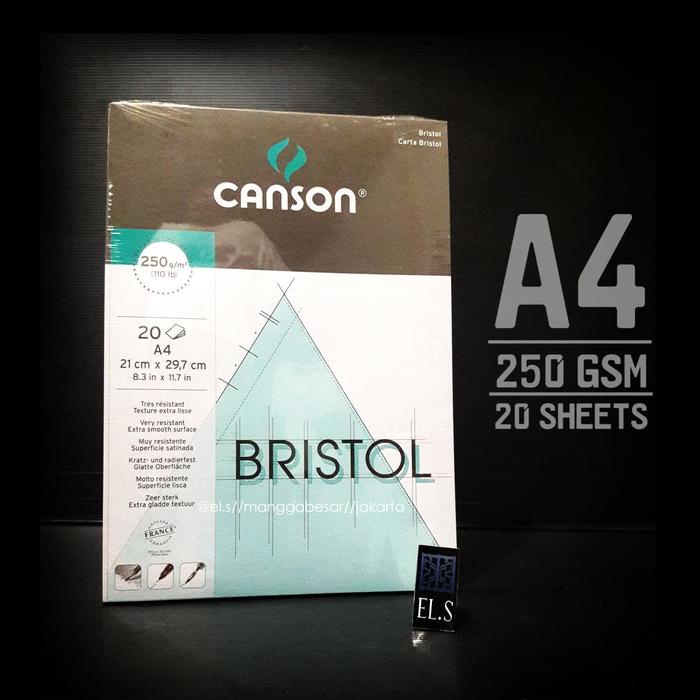 Bristol
Carta Bristol
CANSON®
250 g/m²
(110 lb)
20
A4
21 cm x 29,7 cm
8.3 in x 11.7 in
Très résistant
Texture extra lisse
Very resistant
Extra smooth surface
Muy resistente
Superficie satinada
Kratz- und radierfest
Glatte Oberfläche
Molto resistente
Superficie lisca
Zeer sterk
Extra gladde textuur
FRANCE
BRISTOL
@el.s//manggabesar//jakarta
EL.S
A4
250 GSM
20 SHEETS